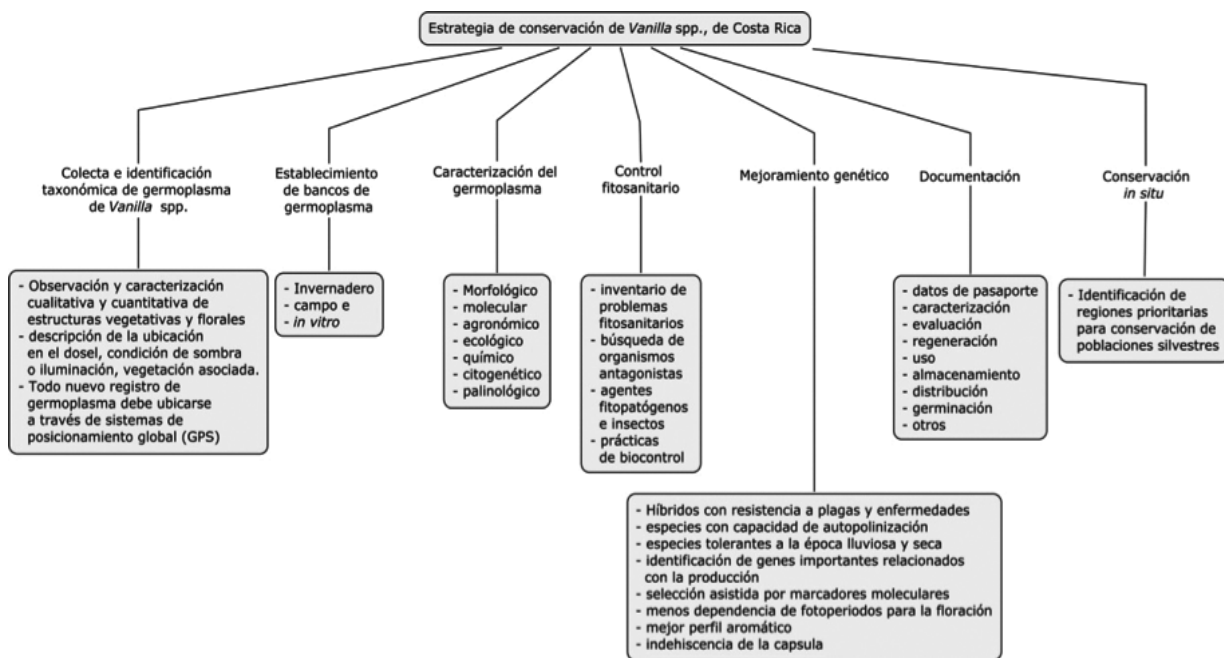 Estrategia de conservación de Vanilla spp., de Costa Rica
Colecta e identificación
taxonómica de germoplasma
de Vanilla spp.
- Observación y caracterización
cualitativa y cuantitativa de
estructuras vegetativas y florales
- descripción de la ubicación
en el dosel, condición de sombra
o iluminación, vegetación asociada.
- Todo nuevo registro de
germoplasma debe ubicarse
a través de sistemas de
posicionamiento global (GPS)
Establecimiento
de bancos de
germoplasma
- Invernadero
- campo e
- in vitro
Caracterización del
germoplasma
- Morfológico
- molecular
- agronómico
- ecológico
- químico
- citogenético
- palinológico
Control
fitosanitario
- inventario de
problemas
fitosanitarios
- búsqueda de
organismos
antagonistas
- agentes
fitopatógenos
e insectos
- prácticas
de biocontrol
Mejoramiento genético
- Híbridos con resistencia a plagas y enfermedades
- especies con capacidad de autopolinización
- especies tolerantes a la época lluviosa y seca
- identificación de genes importantes relacionados
con la producción
- selección asistida por marcadores moleculares
- menos dependencia de fotoperiodos para la floración
- mejor perfil aromático
- indehiscencia de la capsula
Documentación
- datos de pasaporte
- caracterización
- evaluación
- regeneración
- uso
- almacenamiento
- distribución
- germinación
- otros
Conservación
in situ
- Identificación de
regiones prioritarias
para conservación de
poblaciones silvestres